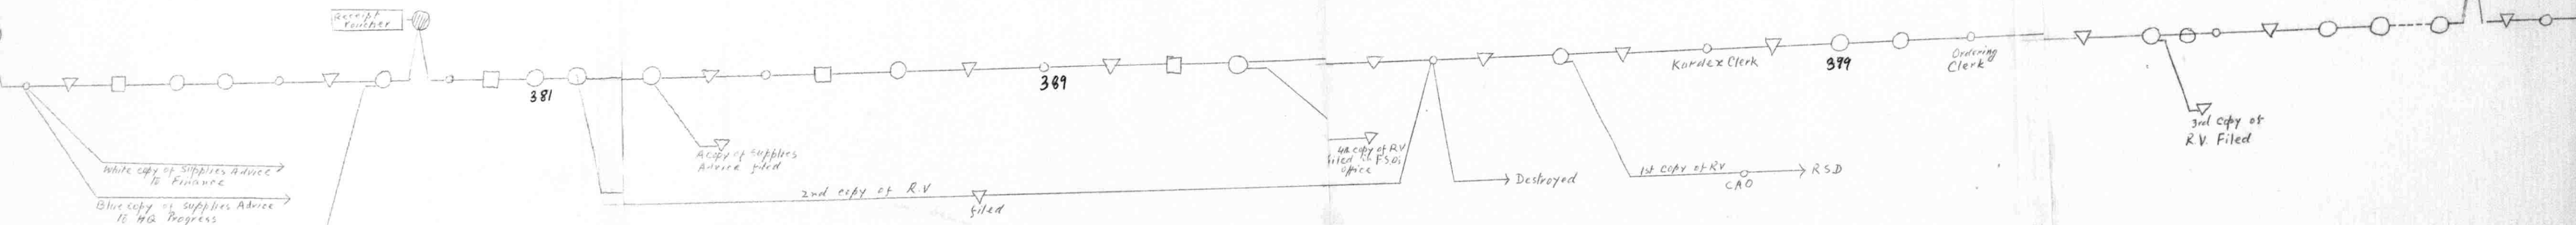 Receipt
Voucher
381
389
Kardex Clerk
399
Ordering
Clerk
White copy of Supplies Advice
To Finance
Blue copy of Supplies Advice
To HQ Progress
A copy of Supplies
Advice filed
2nd copy of R.V
filed
4th copy of RV
filed in FSOs
office
Destroyed
1st copy of RV
CAO
RSD
3rd copy of
R.V. Filed